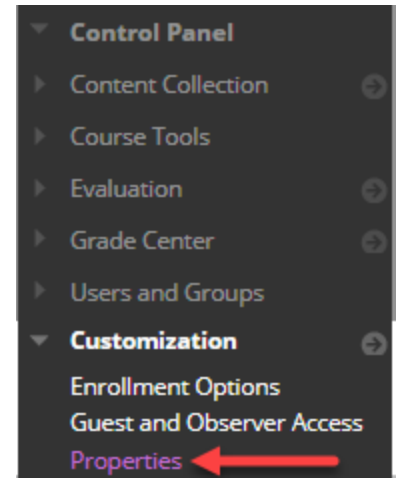 Control Panel
Content Collection
Course Tools
Evaluation
Grade Center
Users and Groups
Customization
Enrollment Options
Guest and Observer Access
Properties